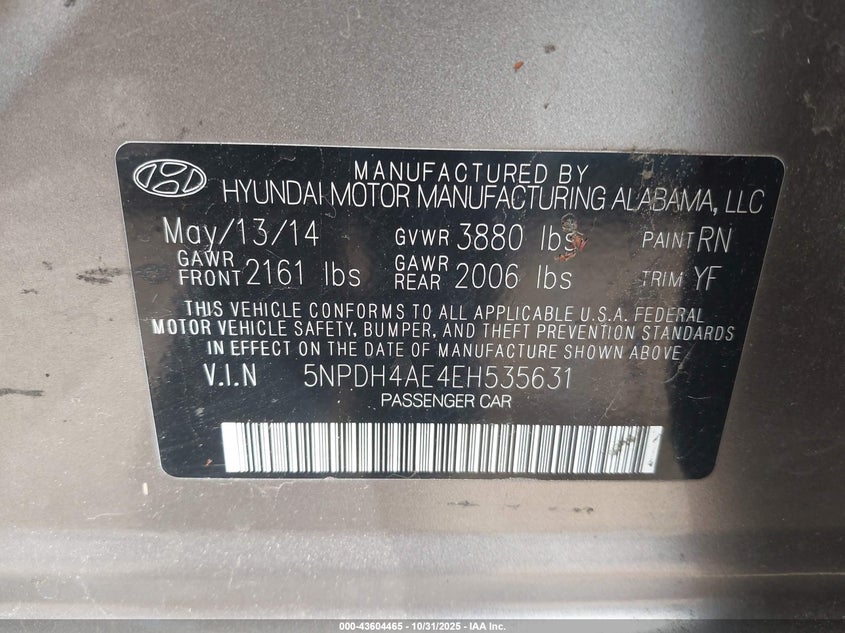 MANUFACTURED BY
HYUNDAI MOTOR MANUFACTURING ALABAMA, LLC
May/13/14 GVWR 3880 lbs PAINT RN
GAWR FRONT 2161 lbs GAWR REAR 2006 lbs TRIM YF
THIS VEHICLE CONFORMS TO ALL APPLICABLE U.S.A. FEDERAL
MOTOR VEHICLE SAFETY, BUMPER, AND THEFT PREVENTION STANDARDS
IN EFFECT ON THE DATE OF MANUFACTURE SHOWN ABOVE
V.I.N 5NPDH4AE4EH535631
PASSENGER CAR
000-43604465 - 10/31/2025 - IAA Inc.